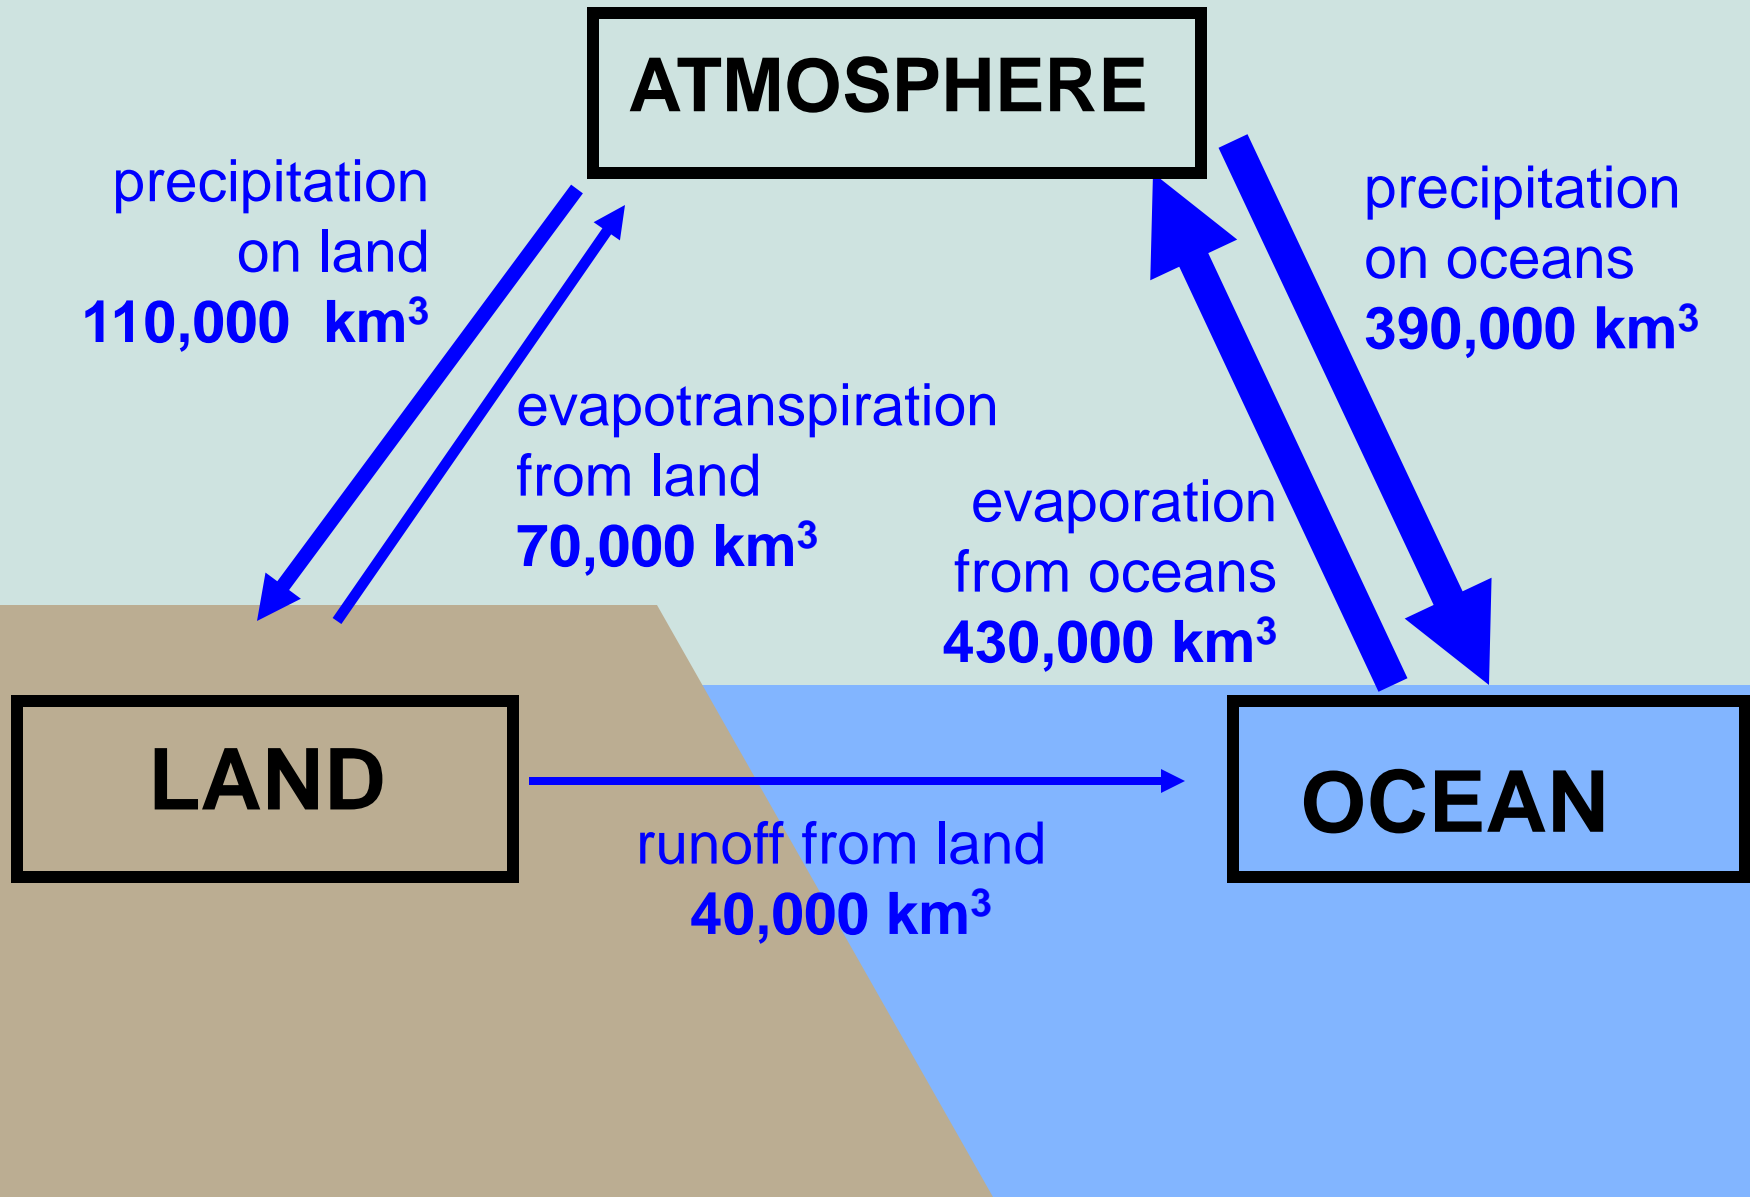 ATMOSPHERE
precipitation
on land
110,000  km³
precipitation
on oceans
390,000 km³
evapotranspiration
from land
70,000 km³
evaporation
from oceans
430,000 km³
LAND
OCEAN
runoff from land
40,000 km³